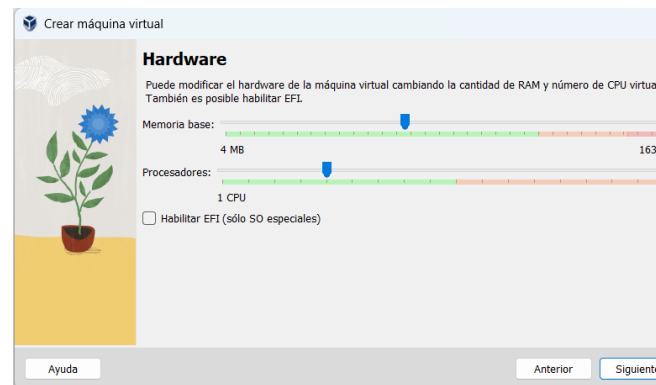 Crear máquina virtual
Hardware
Puede modificar el hardware de la máquina virtual cambiando la cantidad de RAM y número de CPU virtua
También es posible habilitar EFI.
Memoria base:
4 MB
163
Procesadores:
1 CPU
Habilitar EFI (sólo SO especiales)
Ayuda
Anterior
Siguiente